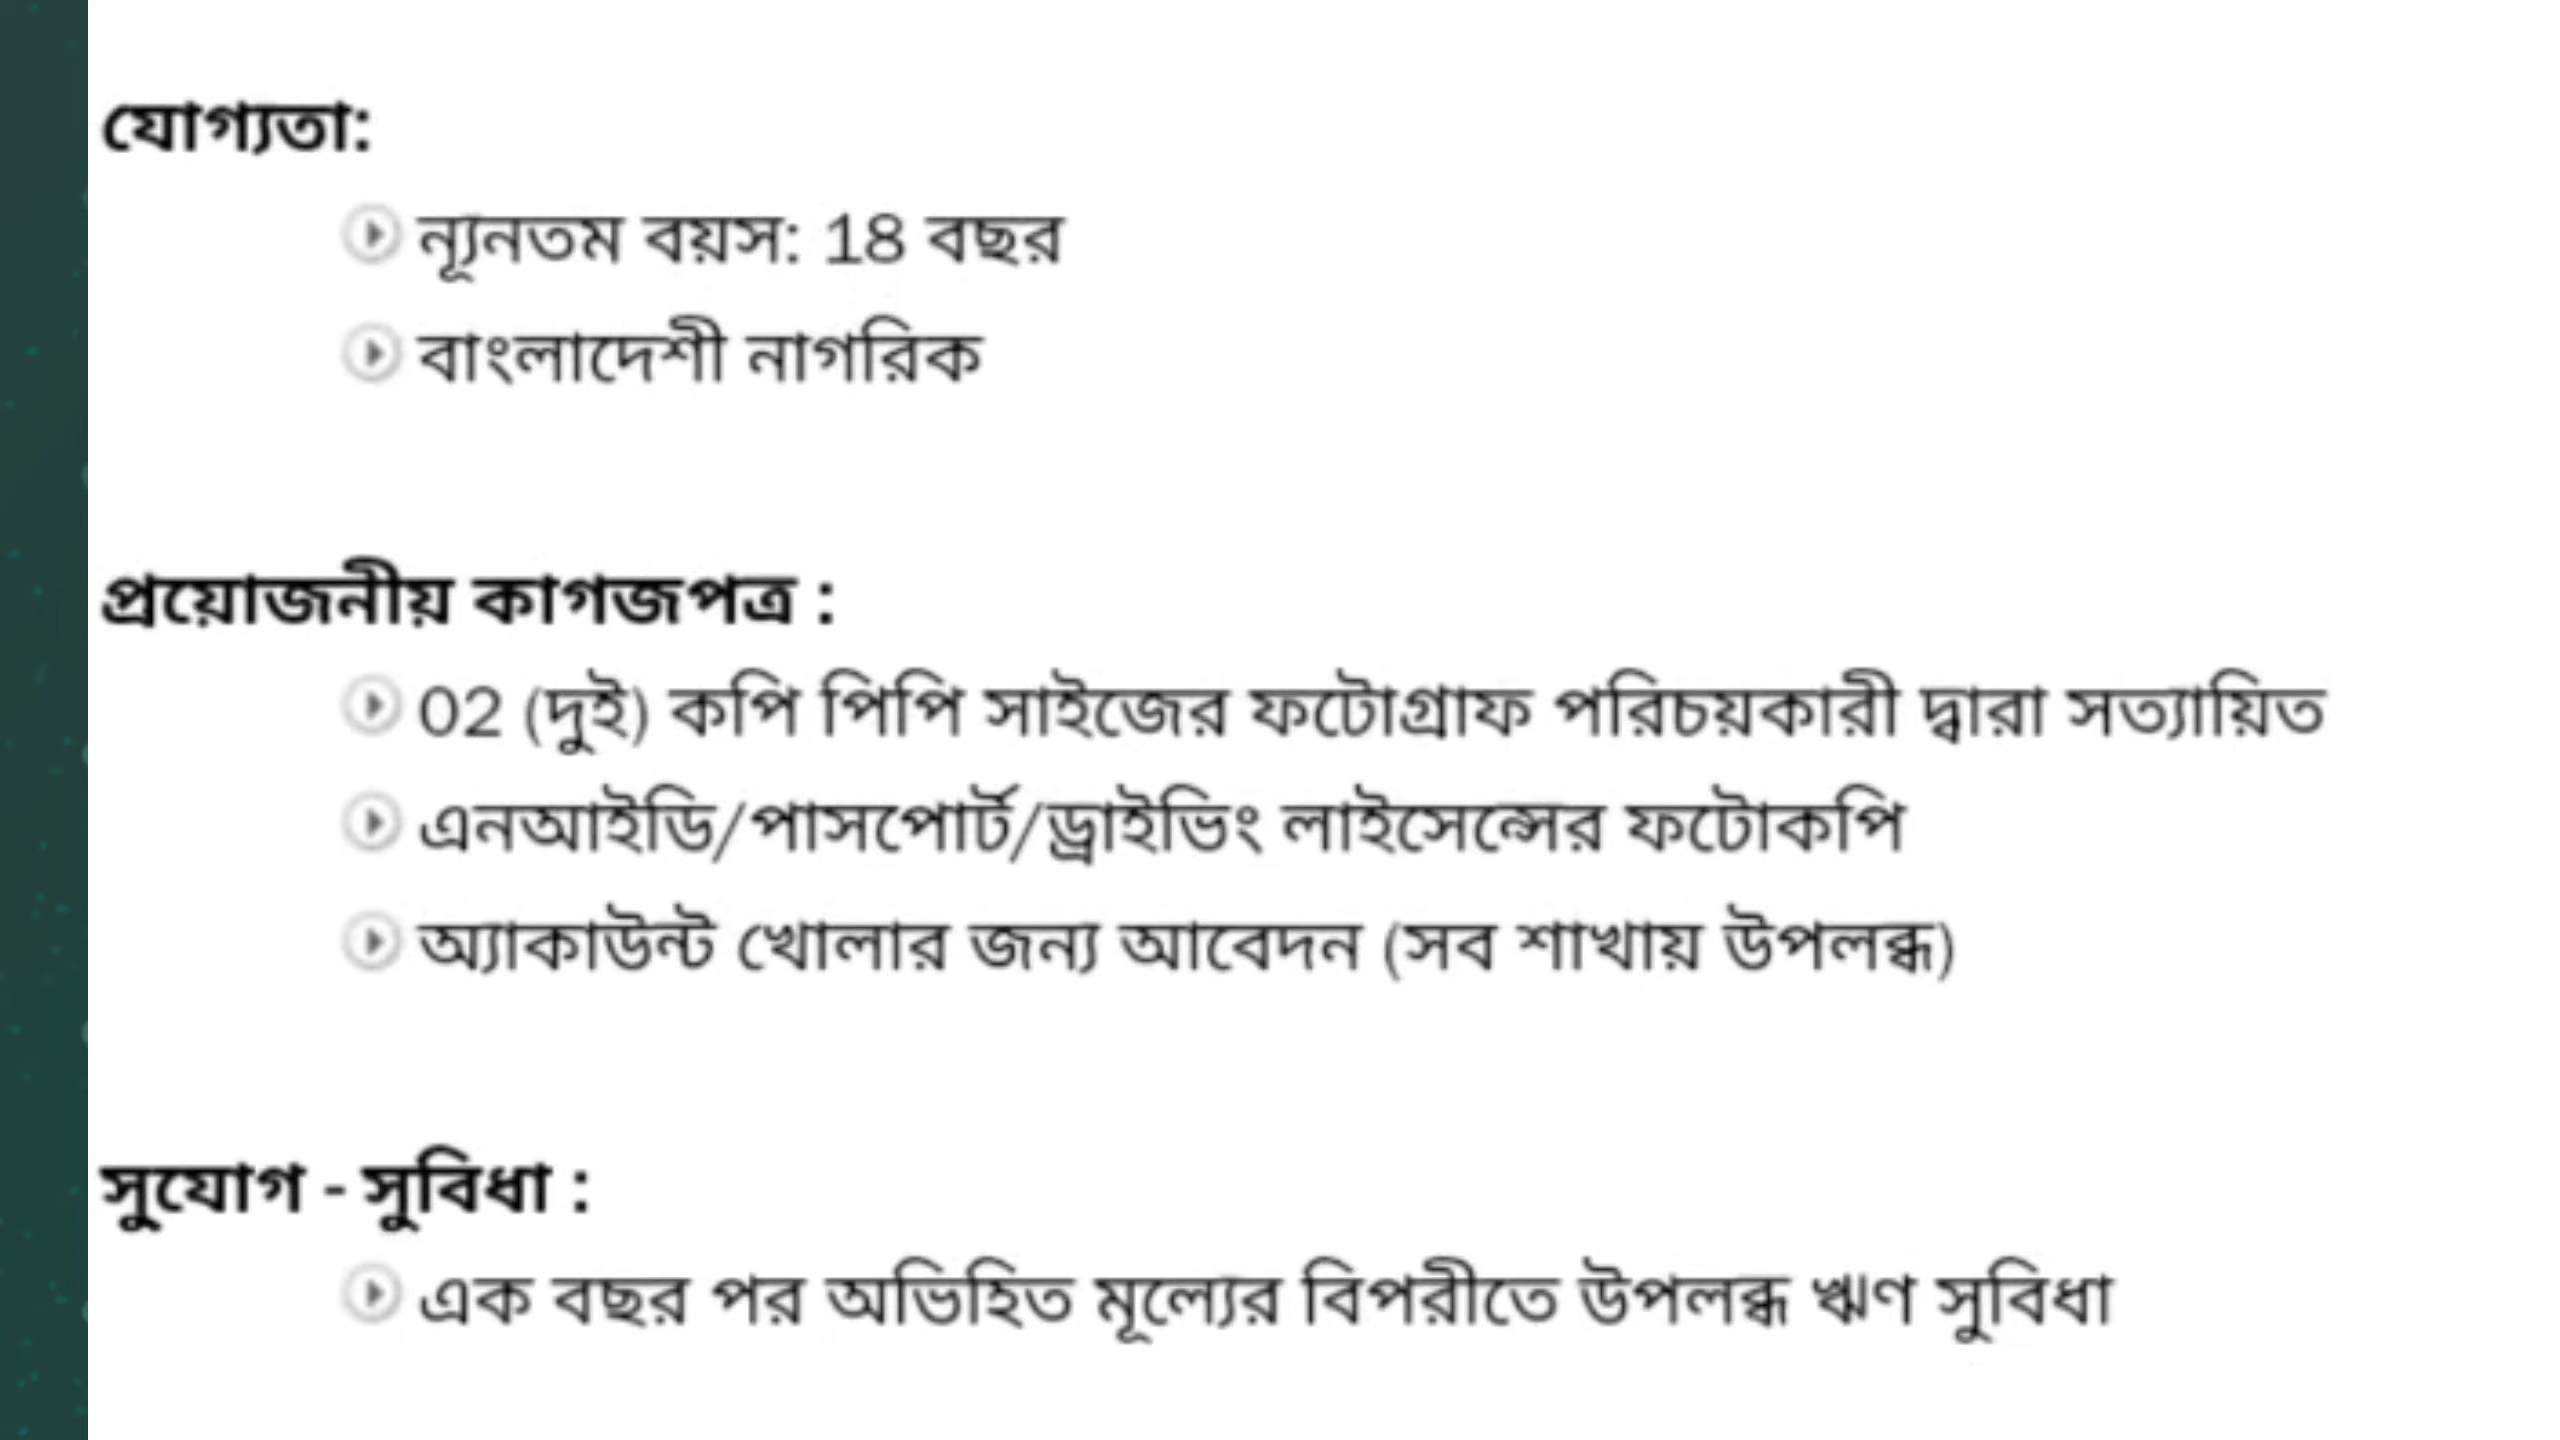 যোগ্যতা:
ন্যূনতম বয়স: 18 বছর
বাংলাদেশী নাগরিক
প্রয়োজনীয় কাগজপত্র :
02 (দুই) কপি পিপি সাইজের ফটোগ্রাফ পরিচয়কারী দ্বারা সত্যায়িত
এনআইডি/পাসপোর্ট/ড্রাইভিং লাইসেন্সের ফটোকপি
অ্যাকাউন্ট খোলার জন্য আবেদন (সব শাখায় উপলব্ধ)
সুযোগ - সুবিধা :
এক বছর পর অভিহিত মূল্যের বিপরীতে উপলব্ধ ঋণ সুবিধা